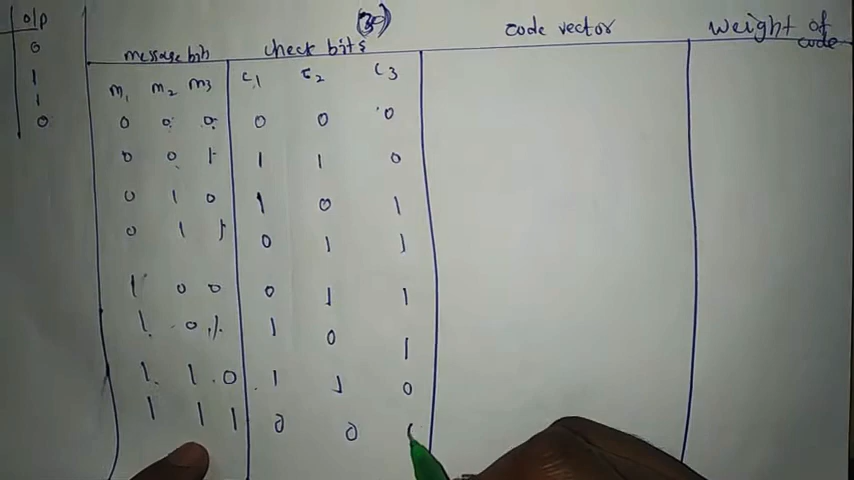 (30)
o/p
0
1
1
0
message bits check bits code vector weight of code
m1 m2 m3 c1 c2 c3
0 0 0 0 0 0
0 0 1 1 1 0
0 1 0 1 0 1
0 1 1 0 1 1
1 0 0 0 1 1
1 0 1 1 0 1
1 1 0 1 1 0
1 1 1 0 0